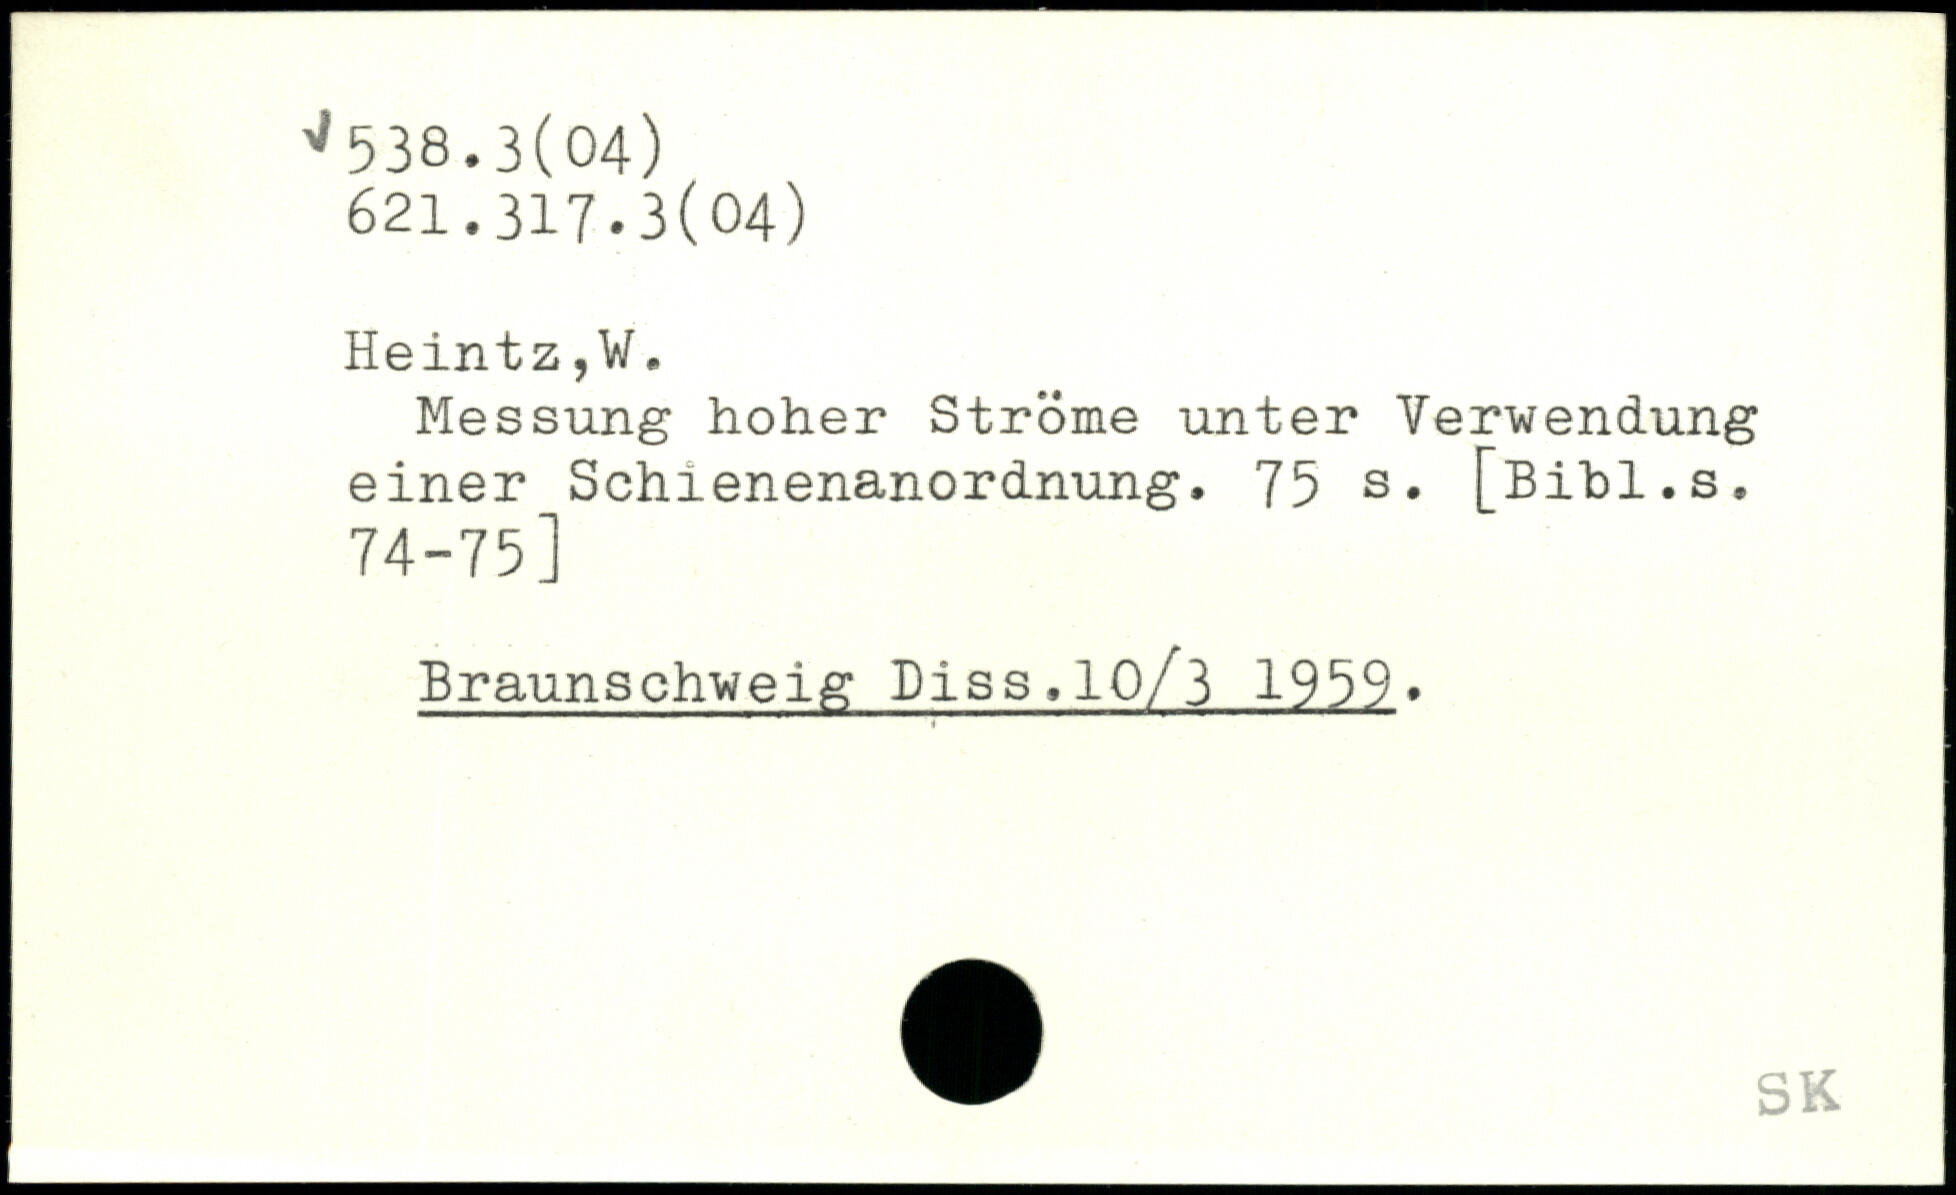 ✓538.3(04)
621.317.3(04)
Heintz,W.
Messung hoher Ströme unter Verwendung
einer Schienenanordnung. 75 s. [Bibl.s.
74-75]
Braunschweig Diss.10/3 1959.
SK